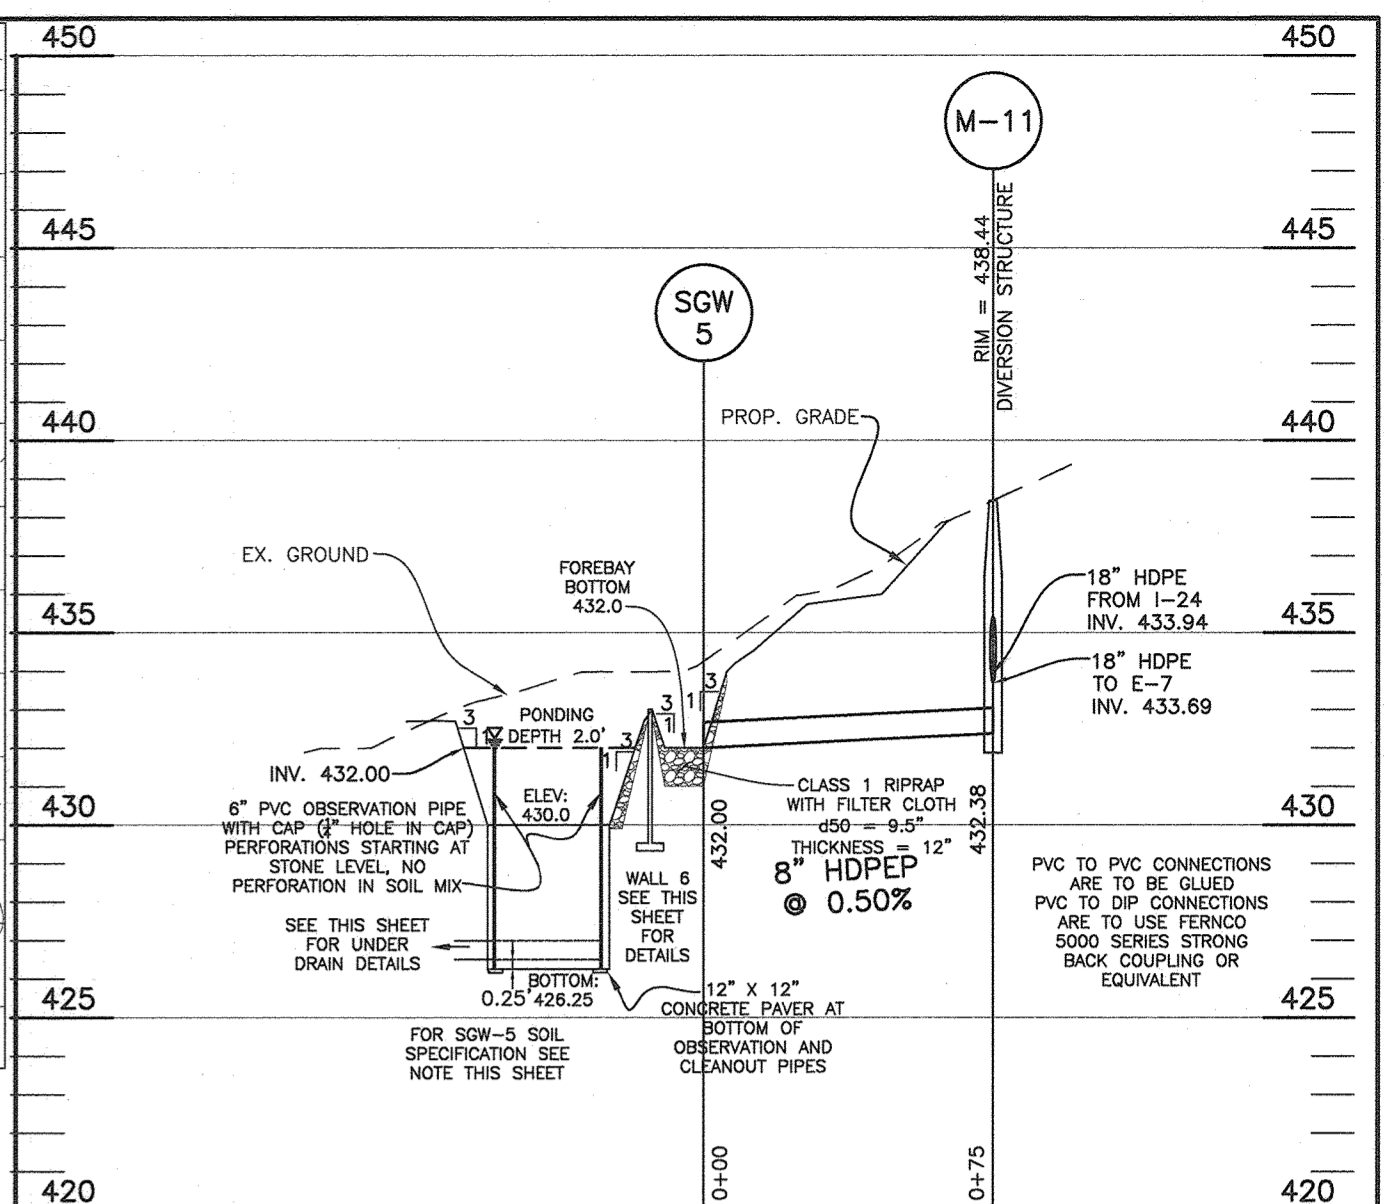 450
450
M-11
RIM = 438.44
DIVERSION STRUCTURE
445
445
SGW
5
PROP. GRADE
440
440
EX. GROUND
FOREBAY
BOTTOM
432.0
18" HDPE
FROM I-24
INV. 433.94
435
435
18" HDPE
TO E-7
INV. 433.69
3
1
3
1
3
1
3
1
PONDING
DEPTH 2.0'
INV. 432.00
ELEV:
430.0
6" PVC OBSERVATION PIPE
WITH CAP (1/4" HOLE IN CAP)
PERFORATIONS STARTING AT
STONE LEVEL, NO
PERFORATION IN SOIL MIX
CLASS 1 RIPRAP
WITH FILTER CLOTH
d50 = 9.5"
THICKNESS = 12"
430
430
432.00
432.38
8" HDPEP
@ 0.50%
WALL 6
SEE THIS
SHEET
FOR
DETAILS
PVC TO PVC CONNECTIONS
ARE TO BE GLUED
PVC TO DIP CONNECTIONS
ARE TO USE FERNCO
5000 SERIES STRONG
BACK COUPLING OR
EQUIVALENT
SEE THIS SHEET
FOR UNDER
DRAIN DETAILS
0.25'
BOTTOM:
426.25
12" X 12"
CONCRETE PAVER AT
BOTTOM OF
OBSERVATION AND
CLEANOUT PIPES
425
425
FOR SGW-5 SOIL
SPECIFICATION SEE
NOTE THIS SHEET
0+00
0+75
420
420